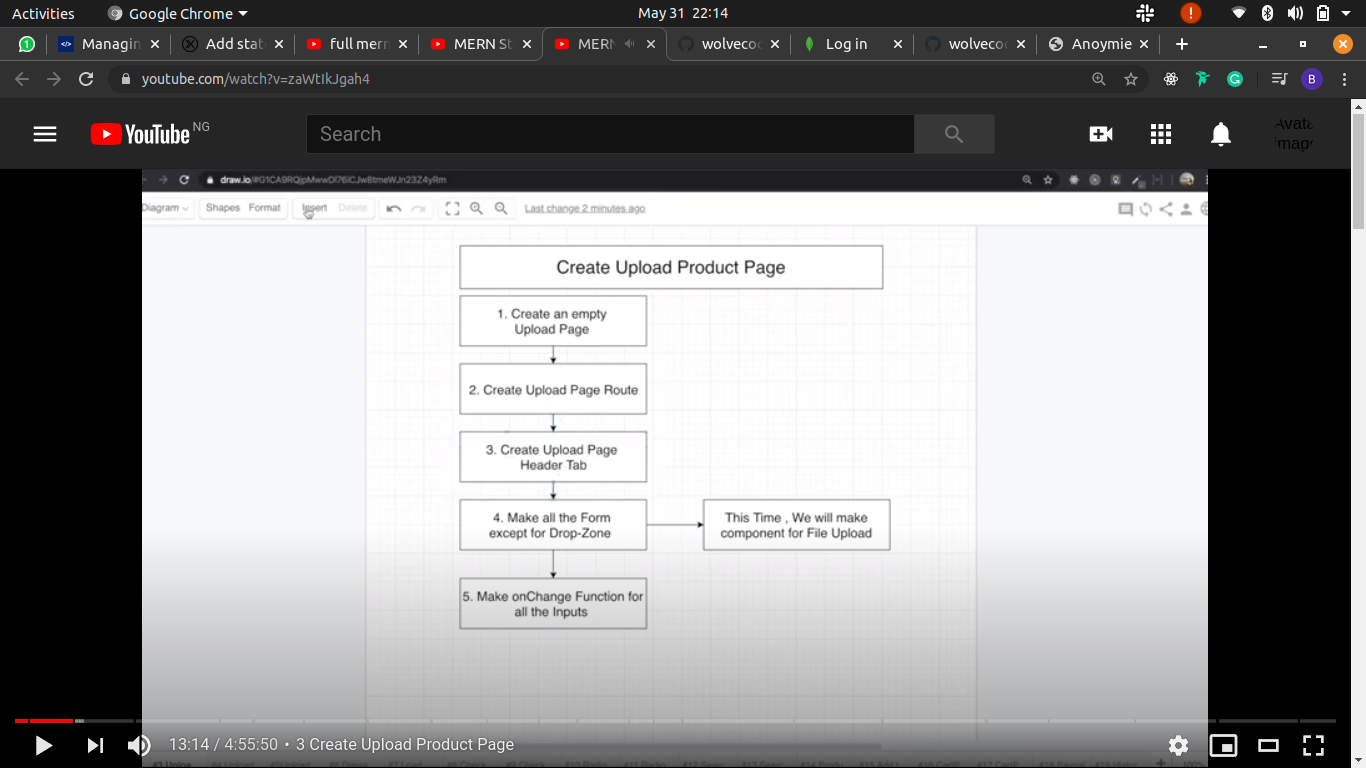 Activities
Google Chrome
May 31 22:14
1
Managin
Add stat
full mern
MERN St
MERN
wolvecod
Log in
wolvecod
Anoymie
youtube.com/watch?v=zaWtIkJgah4
G
B
YouTube NG
Search
Avata
Image
draw.io/#G1CA9RQjpMwwDl76ICJwBtmeWJn23Z4yRm
Diagram
Shapes
Format
Insert
Delete
Last change 2 minutes ago
Create Upload Product Page
1. Create an empty
Upload Page
2. Create Upload Page Route
3. Create Upload Page
Header Tab
4. Make all the Form
except for Drop-Zone
This Time , We will make
component for File Upload
5. Make onChange Function for
all the Inputs
13:14 / 4:55:50 • 3 Create Upload Product Page